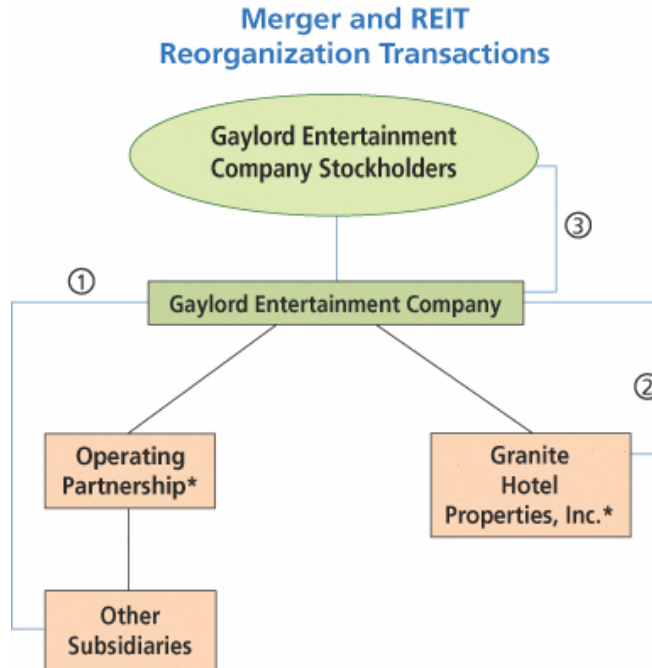 Merger and REIT
Reorganization Transactions
Gaylord Entertainment
Company Stockholders
③
①
Gaylord Entertainment Company
②
Operating
Partnership*
Granite
Hotel
Properties, Inc.*
Other
Subsidiaries